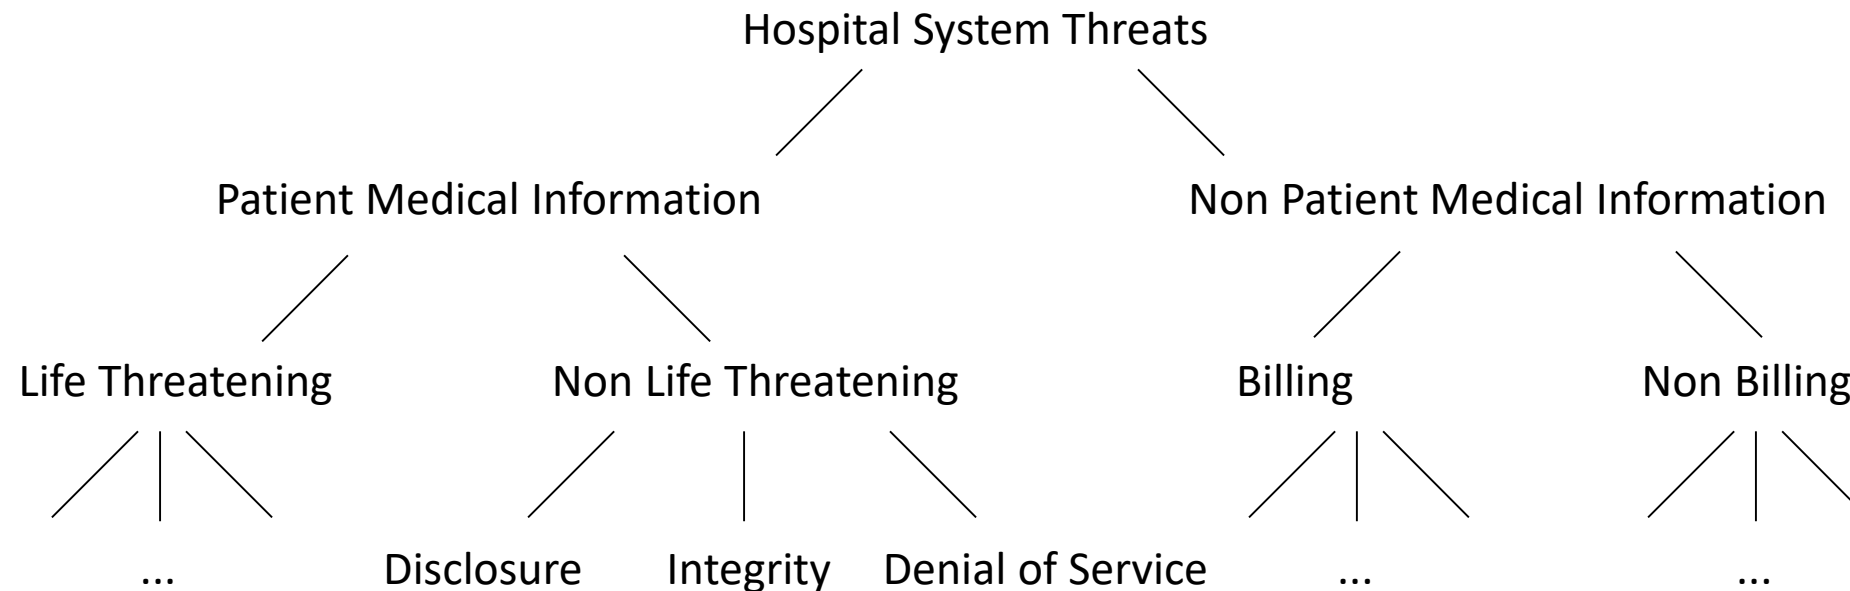 Hospital System Threats
Patient Medical Information
Non Patient Medical Information
Life Threatening
Non Life Threatening
Billing
Non Billing
...
Disclosure
Integrity
Denial of Service
...
...